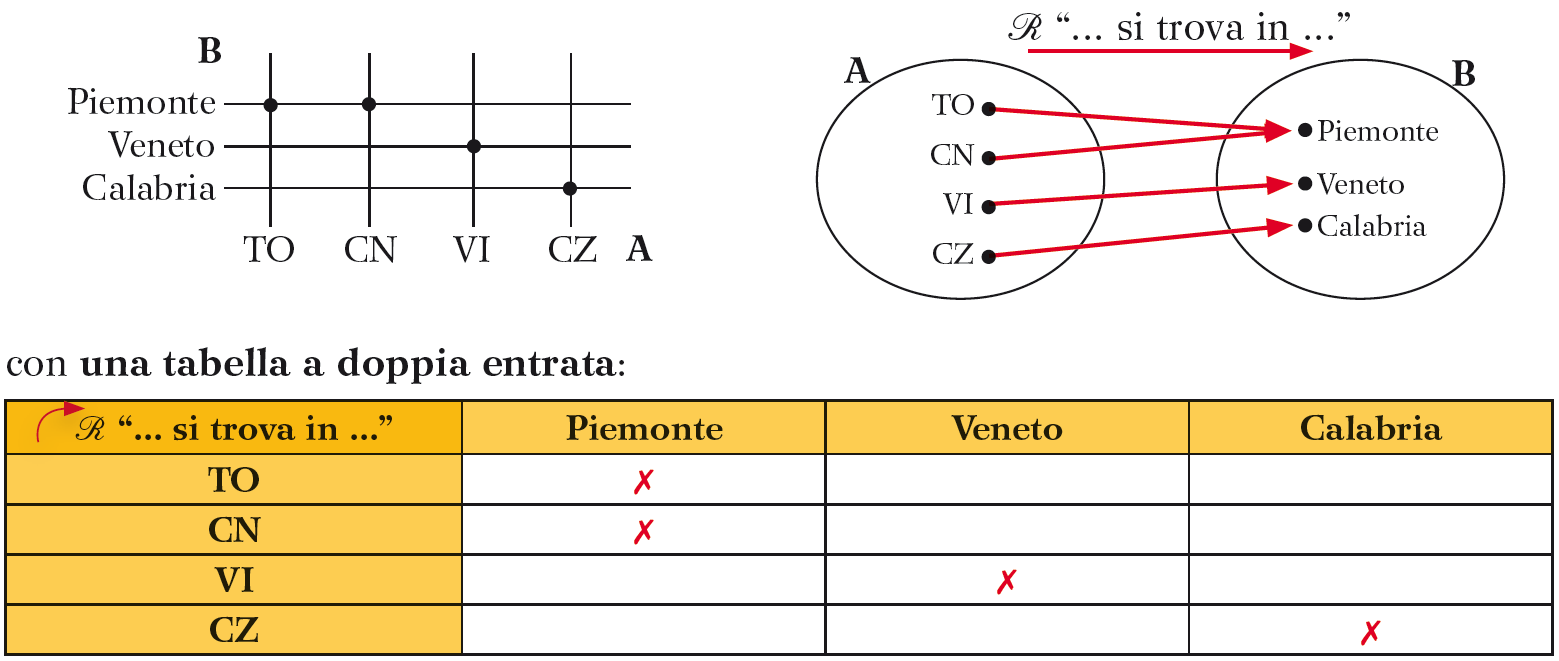 B
Piemonte
Veneto
Calabria
TO CN VI CZ A
ℛ “... si trova in ...”
A
B
TO
CN
VI
CZ
Piemonte
Veneto
Calabria
con una tabella a doppia entrata:
ℛ “... si trova in ...” Piemonte Veneto Calabria
TO ✗
CN ✗
VI ✗
CZ ✗